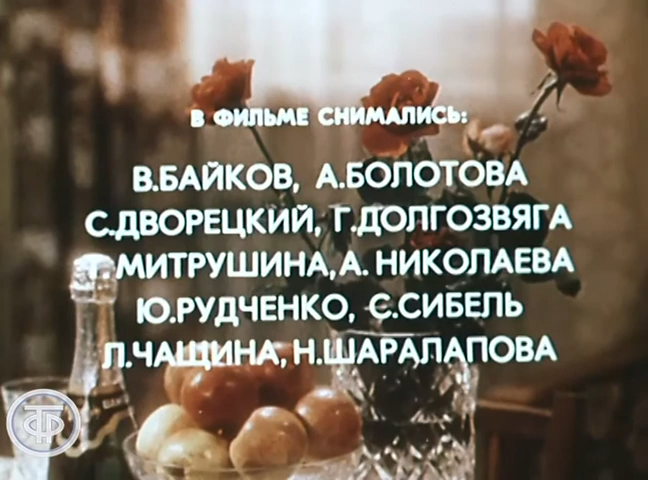 В ФИЛЬМЕ СНИМАЛИСЬ:
В.БАЙКОВ, А.БОЛОТОВА
С.ДВОРЕЦКИЙ, Г.ДОЛГОЗВЯГА
МИТРУШИНА, А. НИКОЛАЕВА
Ю.РУДЧЕНКО, С.СИБЕЛЬ
Л.ЧАЩИНА, Н.ШАРАЛАПОВА